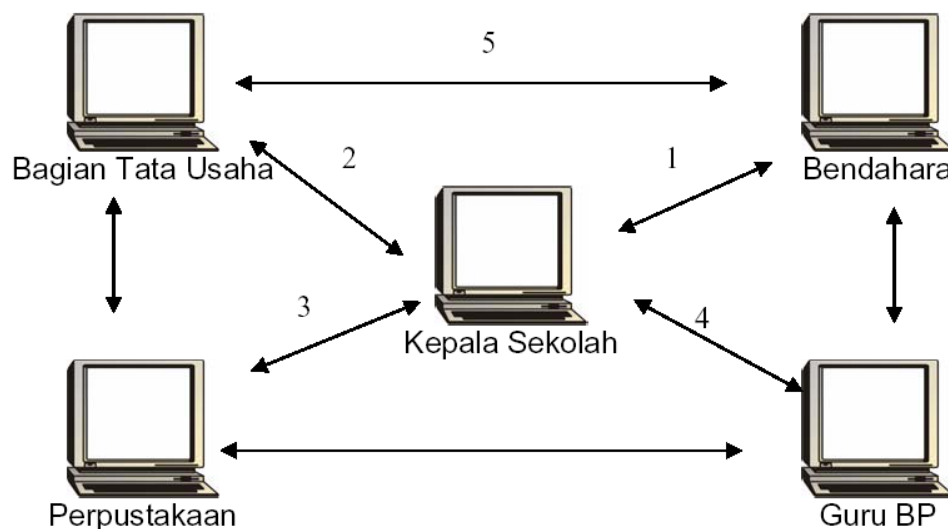 5
Bagian Tata Usaha
2
1
Bendahara
3
Kepala Sekolah
4
Perpustakaan
Guru BP